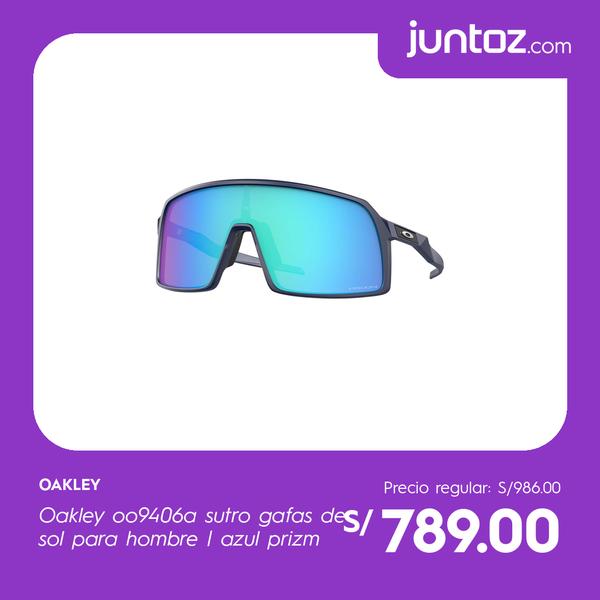 juntoz.com
OAKLEY
Oakley oo9406a sutro gafas de
sol para hombre | azul prizm
Precio regular: S/986.00
S/ 789.00